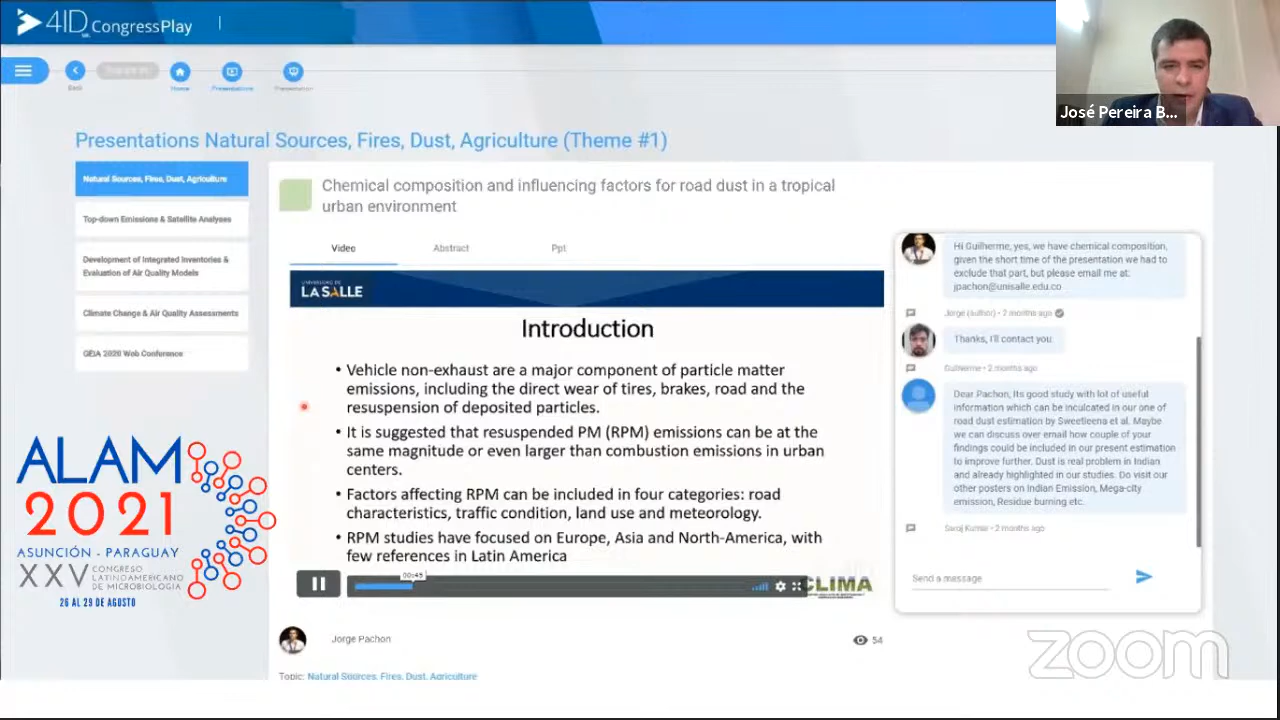 4ID CongressPlay
José Pereira B...
Back
Home
Presentations
Presentation
Presentations Natural Sources, Fires, Dust, Agriculture (Theme #1)
Natural Sources, Fires, Dust, Agriculture
Top-down Emissions & Satellite Analyses
Development of Integrated Inventories &
Evaluation of Air Quality Models
Climate Change & Air Quality Assessments
GEIA 2020 Web Conference
Chemical composition and influencing factors for road dust in a tropical
urban environment
Video
Abstract
Ppt
UNIVERSIDAD DE
LA SALLE
Introduction
• Vehicle non-exhaust are a major component of particle matter
emissions, including the direct wear of tires, brakes, road and the
resuspension of deposited particles.
• It is suggested that resuspended PM (RPM) emissions can be at the
same magnitude or even larger than combustion emissions in urban
centers.
• Factors affecting RPM can be included in four categories: road
characteristics, traffic condition, land use and meteorology.
• RPM studies have focused on Europe, Asia and North-America, with
few references in Latin America
00:45
CLIMA
Jorge Pachon
54
Topic: Natural Sources, Fires, Dust, Agriculture
Hi Guilherme, yes, we have chemical composition,
given the short time of the presentation we had to
exclude that part, but please email me at:
jpachon@unisalle.edu.co
Jorge (Author) • 2 months ago
Thanks, I'll contact you.
Guilherme • 2 months ago
Dear Pachon, Its good study with lot of useful
information which can be inculcated in our one of
road dust estimation by Sweetleena et al. Maybe
we can discuss over email how couple of your
findings could be included in our present estimation
to improve further. Dust is real problem in Indian
and already highlighted in our studies. Do visit our
other posters on Indian Emission, Mega-city
emission, Residue burning etc.
Saroj Kumar • 2 months ago
Send a message
ALAM
2021
ASUNCIÓN - PARAGUAY
XXV CONGRESO
LATINOAMERICANO
DE MICROBIOLOGIA
26 AL 29 DE AGOSTO
zoom